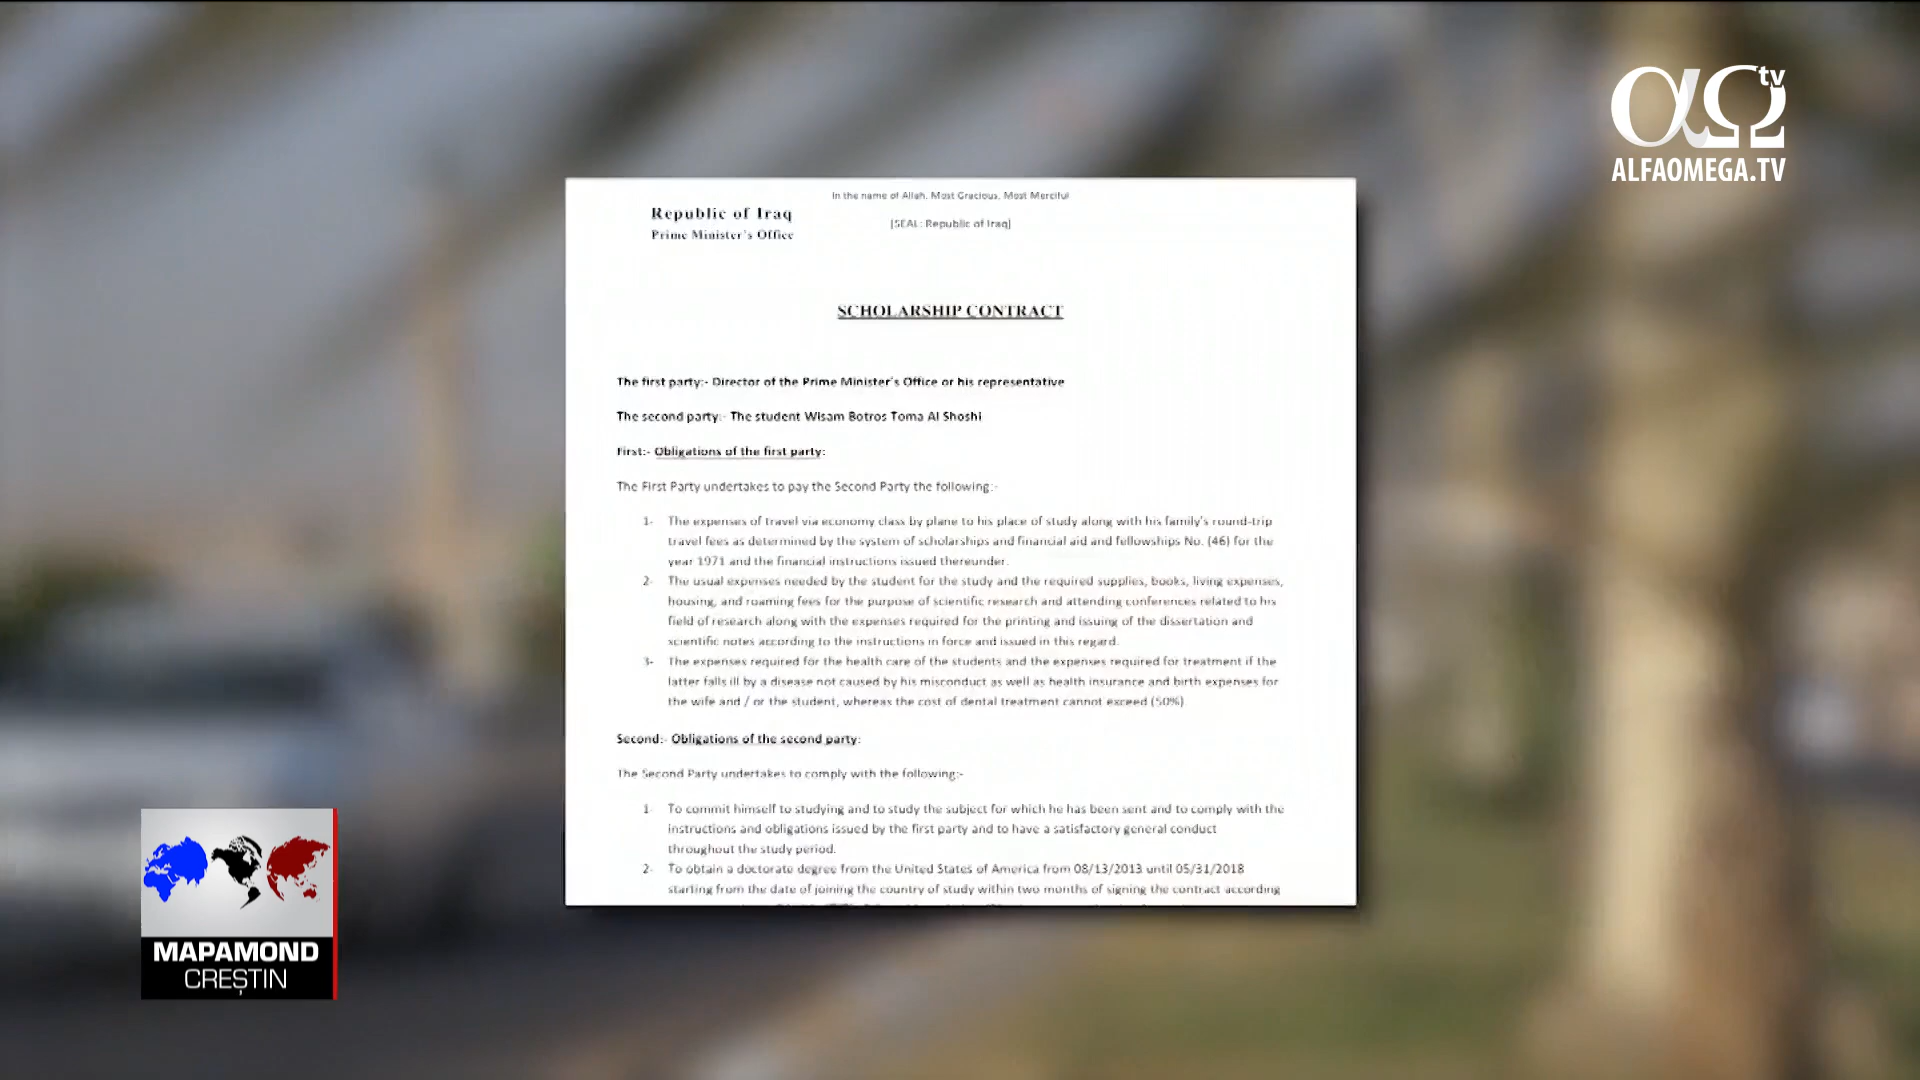 tv
αΩ
ALFAOMEGA.TV
In the name of Allah, Most Gracious, Most Merciful
Republic of Iraq
[SEAL: Republic of Iraq]
Prime Minister's Office
SCHOLARSHIP CONTRACT
The first party:- Director of the Prime Minister's Office or his representative
The second party:- The student Wisam Botros Toma Al Shoshi
First:- Obligations of the first party:
The First Party undertakes to pay the Second Party the following:-
1- The expenses of travel via economy class by plane to his place of study along with his family's round-trip
travel fees as determined by the system of scholarships and financial aid and fellowships No. (46) for the
year 1971 and the financial instructions issued thereunder.
2- The usual expenses needed by the student for the study and the required supplies, books, living expenses,
housing, and roaming fees for the purpose of scientific research and attending conferences related to his
field of research along with the expenses required for the printing and issuing of the dissertation and
scientific notes according to the instructions in force and issued in this regard.
3- The expenses required for the health care of the students and the expenses required for treatment if the
latter falls ill by a disease not caused by his misconduct as well as health insurance and birth expenses for
the wife and / or the student, whereas the cost of dental treatment cannot exceed (50%)
Second:- Obligations of the second party:
The Second Party undertakes to comply with the following:-
1- To commit himself to studying and to study the subject for which he has been sent and to comply with the
instructions and obligations issued by the first party and to have a satisfactory general conduct
throughout the study period.
2- To obtain a doctorate degree from the United States of America from 08/13/2013 until 05/31/2018
starting from the date of joining the country of study within two months of signing the contract according
MAPAMOND
CREȘTIN